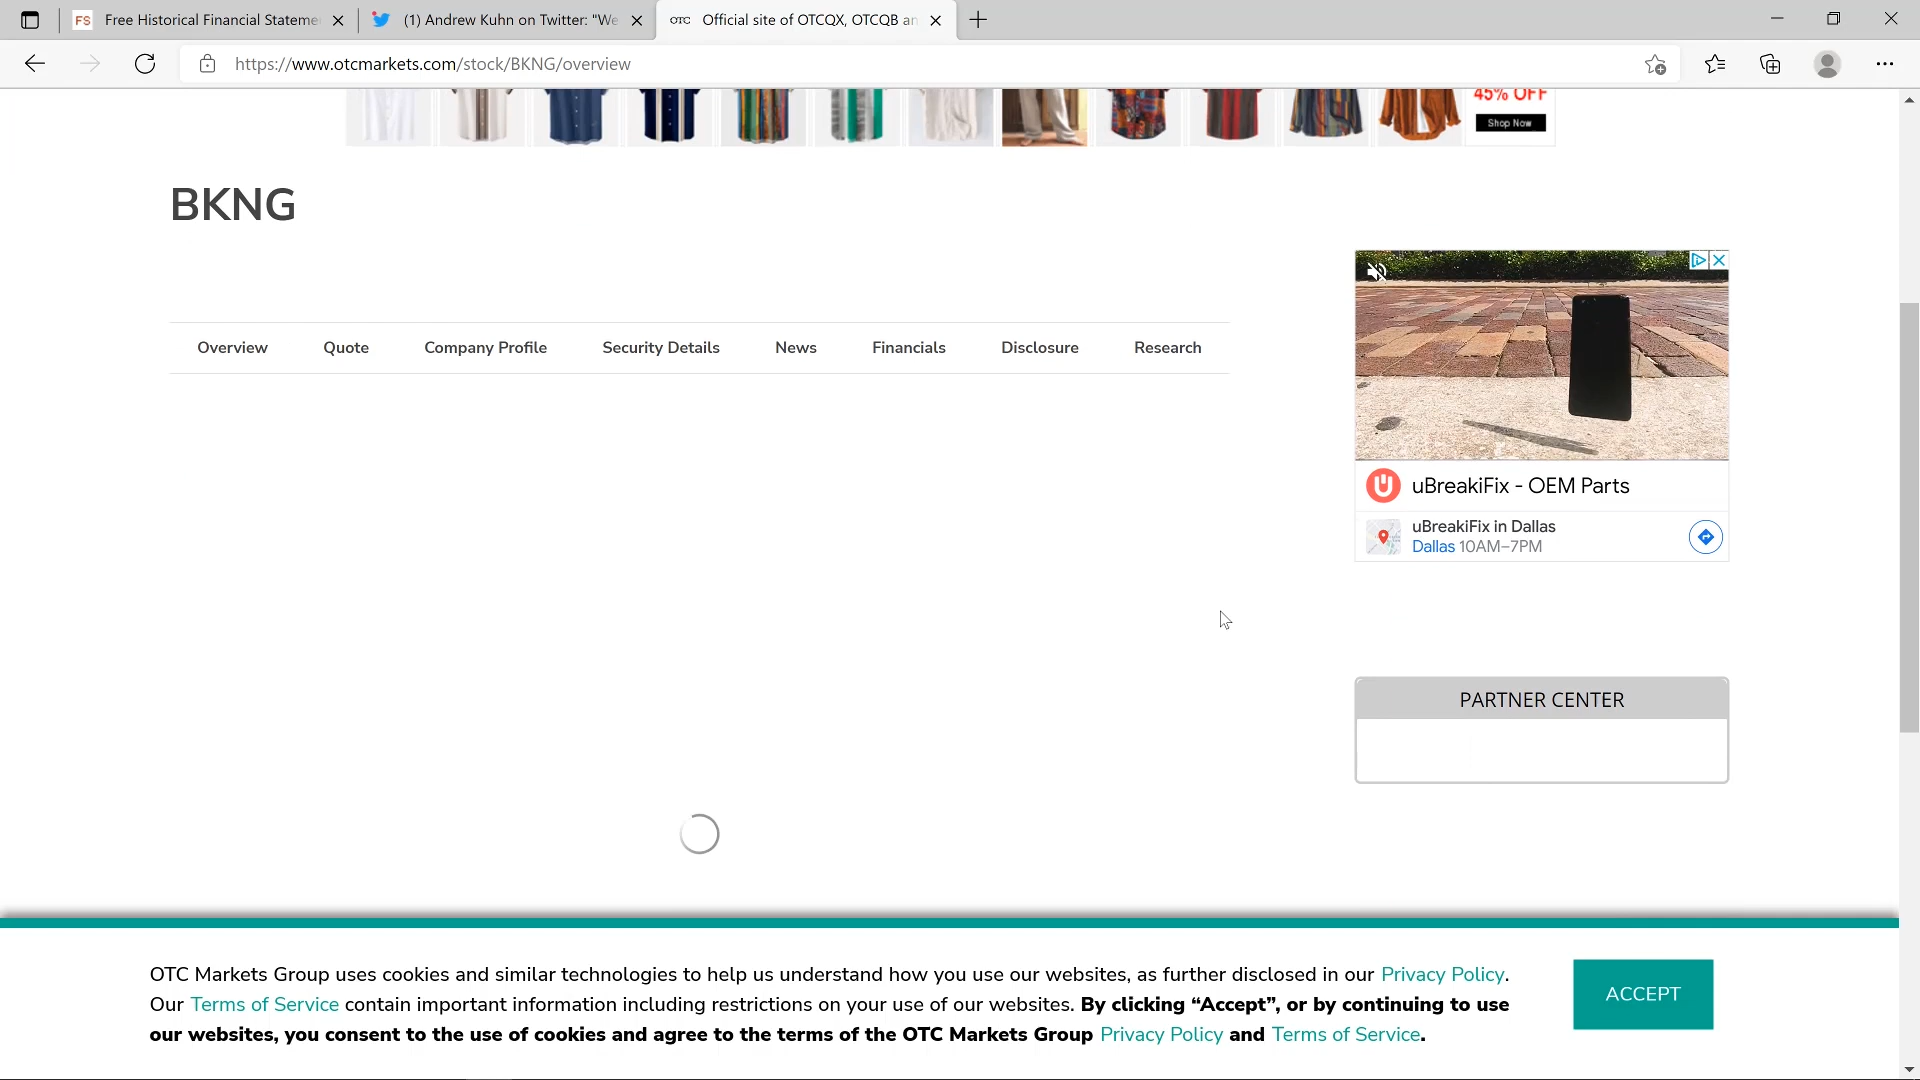 FS Free Historical Financial Stateme
(1) Andrew Kuhn on Twitter: "We
OTC Official site of OTCQX, OTCQB an
https://www.otcmarkets.com/stock/BKNG/overview
45% OFF
Shop Now
BKNG
Overview Quote Company Profile Security Details News Financials Disclosure Research
uBreakiFix - OEM Parts
uBreakiFix in Dallas
Dallas 10AM–7PM
PARTNER CENTER
OTC Markets Group uses cookies and similar technologies to help us understand how you use our websites, as further disclosed in our Privacy Policy.
Our Terms of Service contain important information including restrictions on your use of our websites. By clicking “Accept”, or by continuing to use
our websites, you consent to the use of cookies and agree to the terms of the OTC Markets Group Privacy Policy and Terms of Service.
ACCEPT